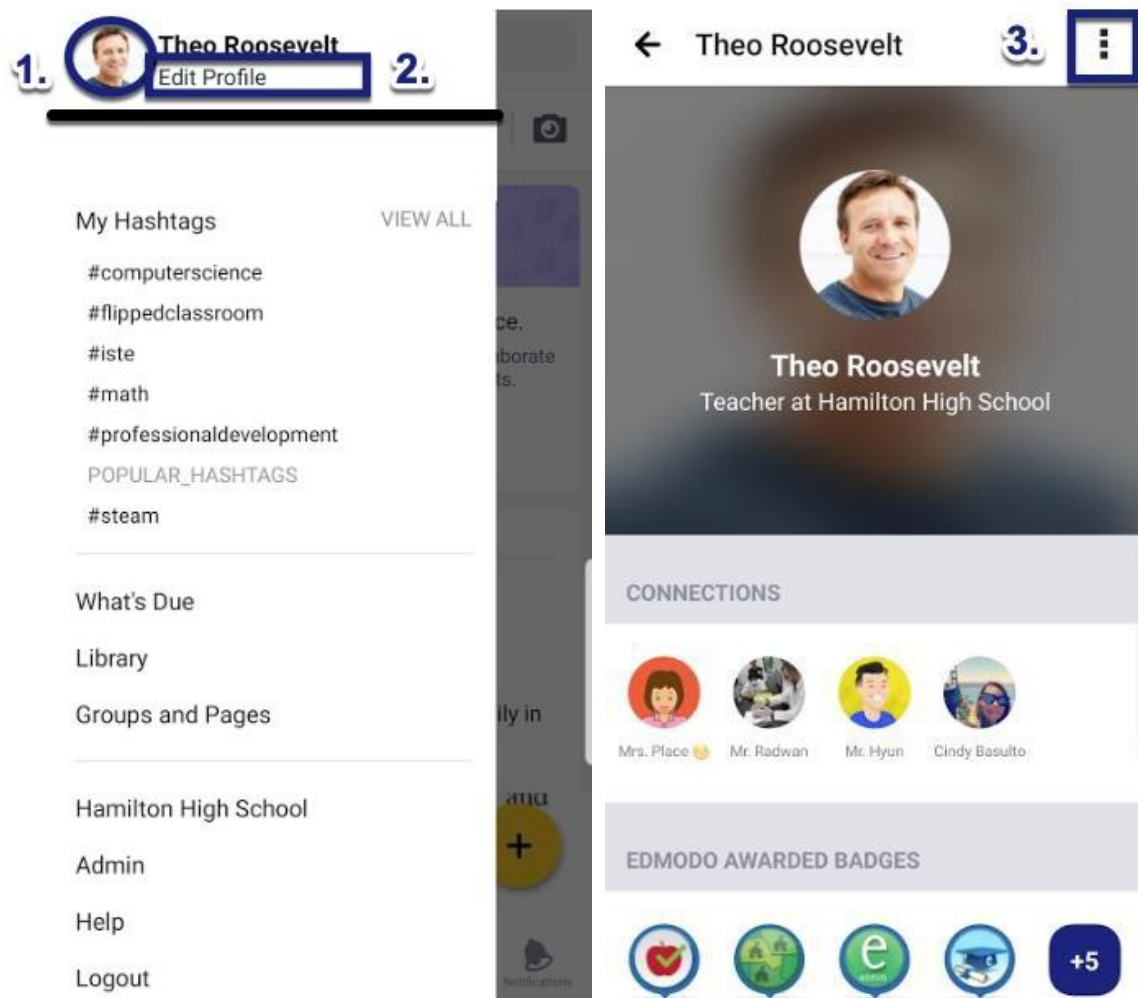 1.
Theo Roosevelt
Edit Profile
2.
My Hashtags VIEW ALL
#computerscience
#flippedclassroom
#iste
#math
#professionaldevelopment
POPULAR_HASHTAGS
#steam
What's Due
Library
Groups and Pages
Hamilton High School
Admin
Help
Logout
ce.
borate
ts.
ily in
and
+
Notifications
Theo Roosevelt
3.
Theo Roosevelt
Teacher at Hamilton High School
CONNECTIONS
Mrs. Place Mr. Radwan Mr. Hyun Cindy Basulto
EDMODO AWARDED BADGES
e
admin
+5